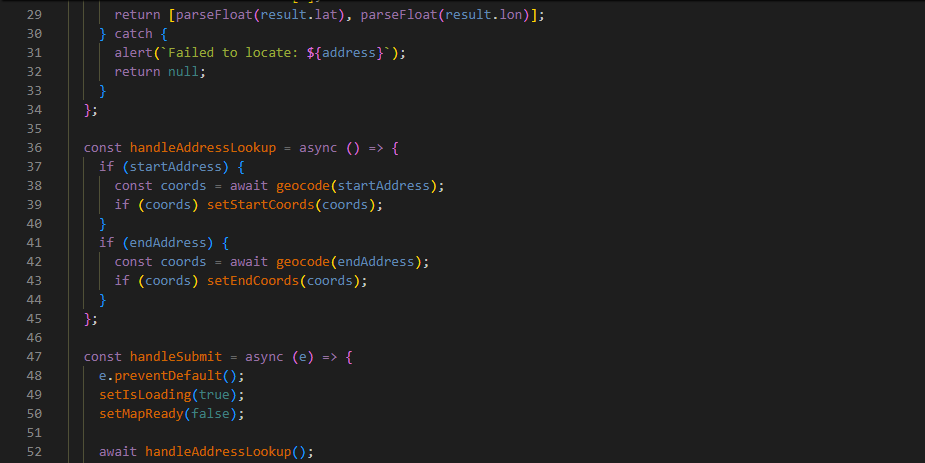 29 return [parseFloat(result.lat), parseFloat(result.lon)];
30 } catch {
31 alert(`Failed to locate: ${address}`);
32 return null;
33 }
34 };
35
36 const handleAddressLookup = async () => {
37 if (startAddress) {
38 const coords = await geocode(startAddress);
39 if (coords) setStartCoords(coords);
40 }
41 if (endAddress) {
42 const coords = await geocode(endAddress);
43 if (coords) setEndCoords(coords);
44 }
45 };
46
47 const handleSubmit = async (e) => {
48 e.preventDefault();
49 setIsLoading(true);
50 setMapReady(false);
51
52 await handleAddressLookup();